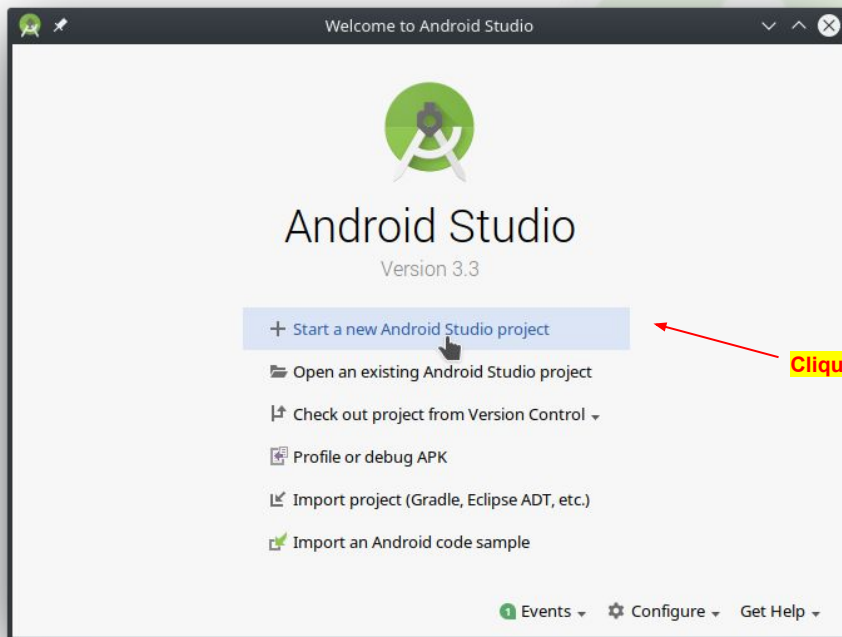 Welcome to Android Studio
Android Studio
Version 3.3
Start a new Android Studio project
Open an existing Android Studio project
Cliqu
Check out project from Version Control
Profile or debug APK
Import project (Gradle, Eclipse ADT, etc.)
Import an Android code sample
1 Events Configure Get Help